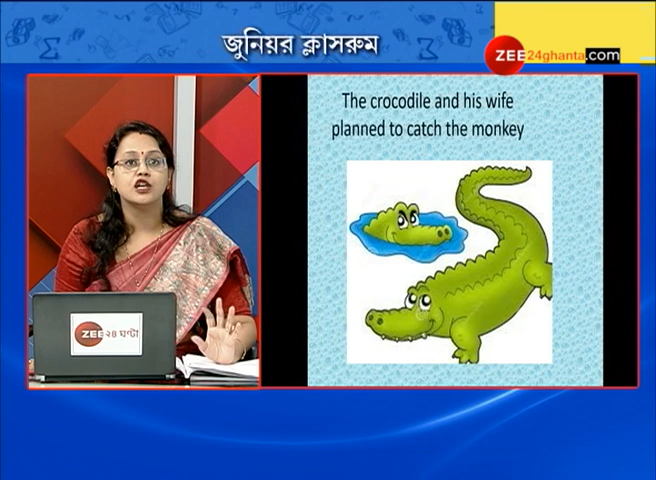 জুনিয়র ক্লাসরুম
ZEE24ghanta.com
The crocodile and his wife
planned to catch the monkey
ZEE ২৪ ঘণ্টা